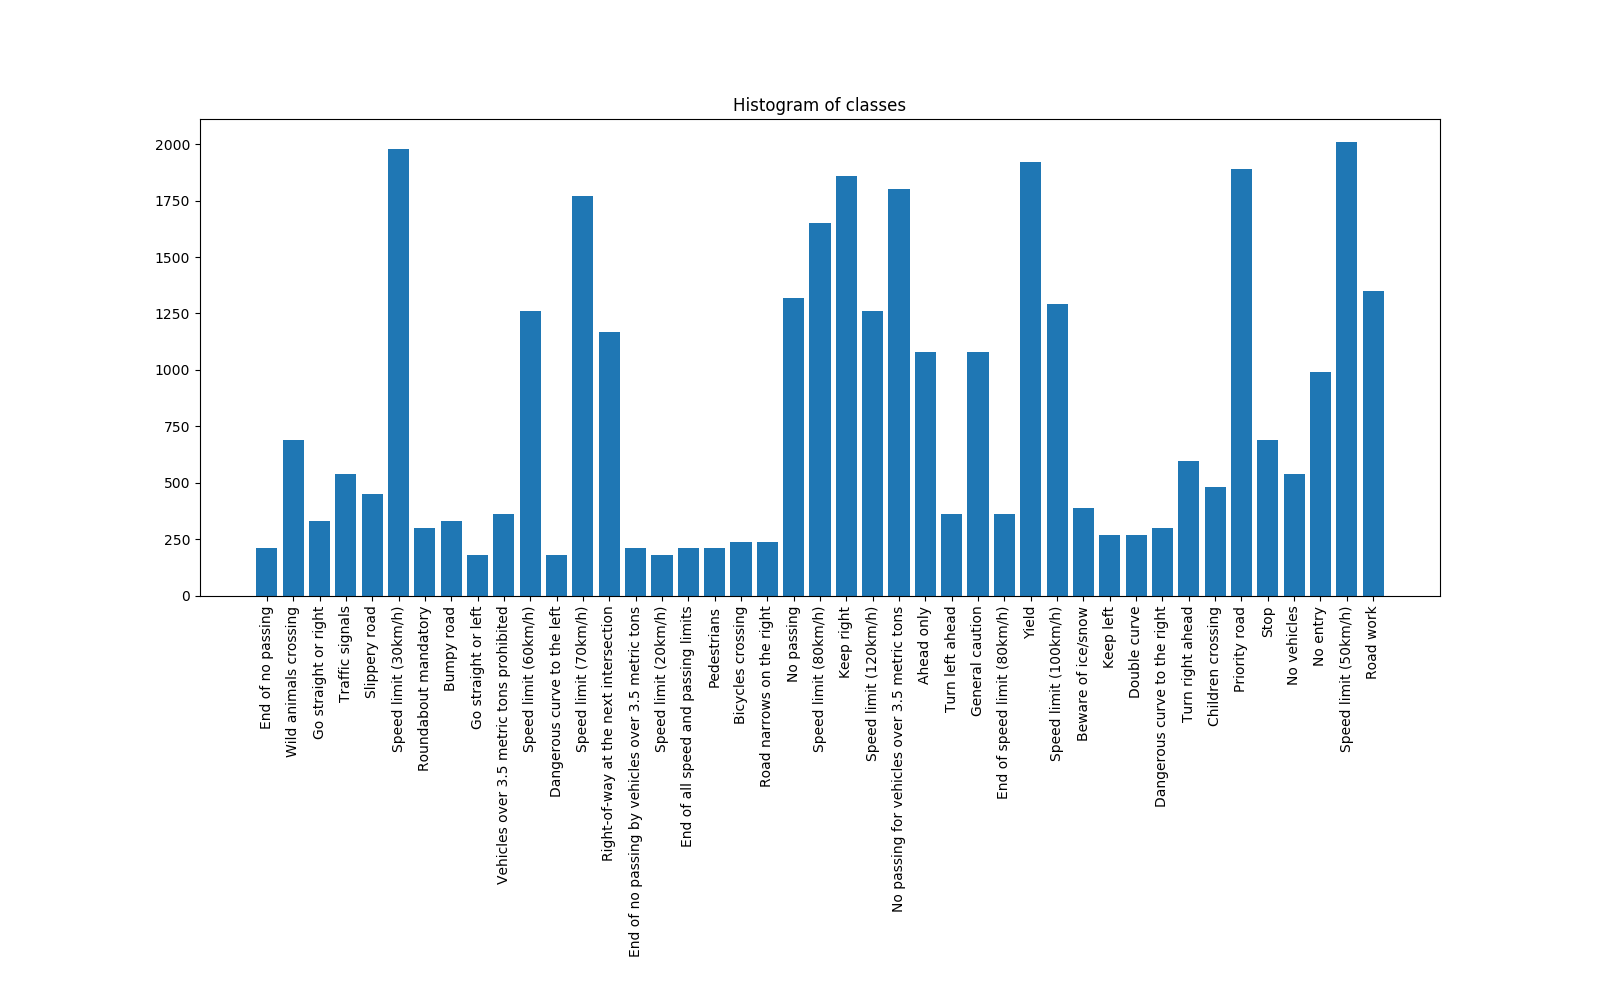 Histogram of classes
2000
1750
1500
1250
1000
750
500
250
0
End of no passing
Wild animals crossing
Go straight or right
Traffic signals
Slippery road
Speed limit (30km/h)
Roundabout mandatory
Bumpy road
Go straight or left
Vehicles over 3.5 metric tons prohibited
Speed limit (60km/h)
Dangerous curve to the left
Speed limit (70km/h)
Right-of-way at the next intersection
End of no passing by vehicles over 3.5 metric tons
Speed limit (20km/h)
End of all speed and passing limits
Pedestrians
Bicycles crossing
Road narrows on the right
No passing
Speed limit (80km/h)
Keep right
Speed limit (120km/h)
No passing for vehicles over 3.5 metric tons
Ahead only
Turn left ahead
General caution
End of speed limit (80km/h)
Yield
Speed limit (100km/h)
Beware of ice/snow
Keep left
Double curve
Dangerous curve to the right
Turn right ahead
Children crossing
Priority road
Stop
No vehicles
No entry
Speed limit (50km/h)
Road work